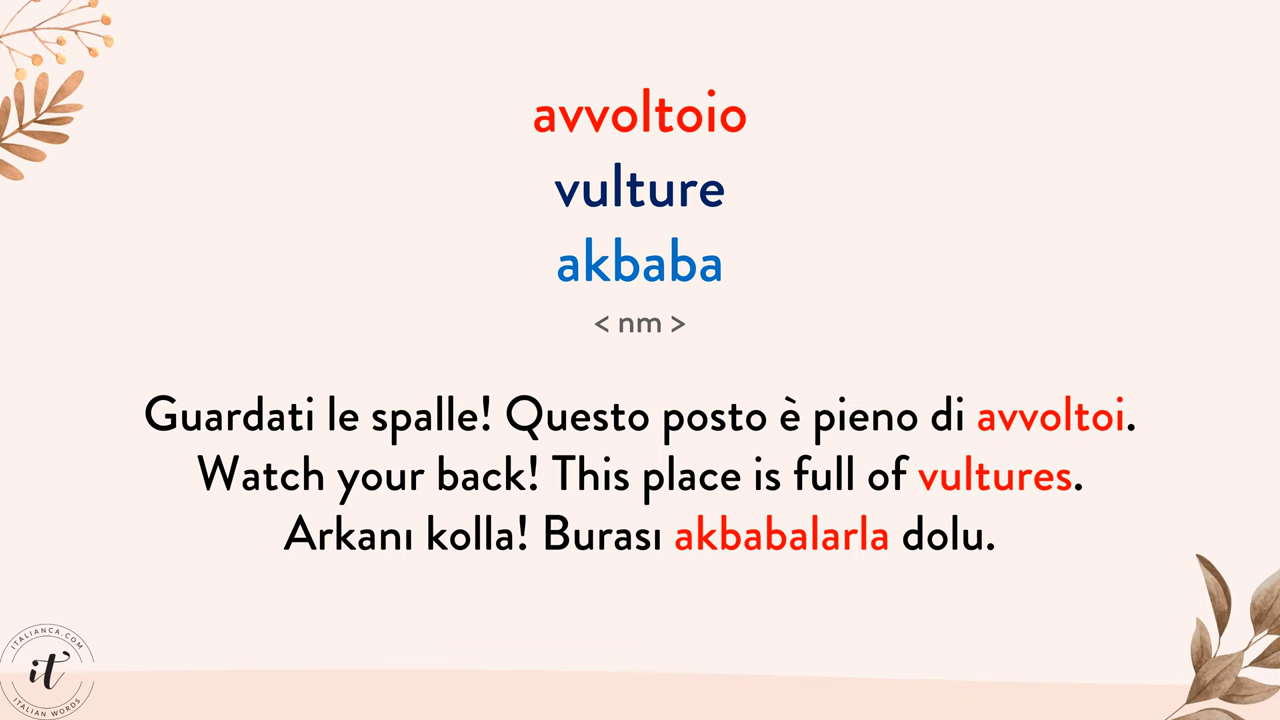 avvoltoio
vulture
akbaba
< nm >
Guardati le spalle! Questo posto è pieno di avvoltoi.
Watch your back! This place is full of vultures.
Arkanı kolla! Burası akbabalarla dolu.
ITALIANCA.COM
it
ITALIAN WORDS